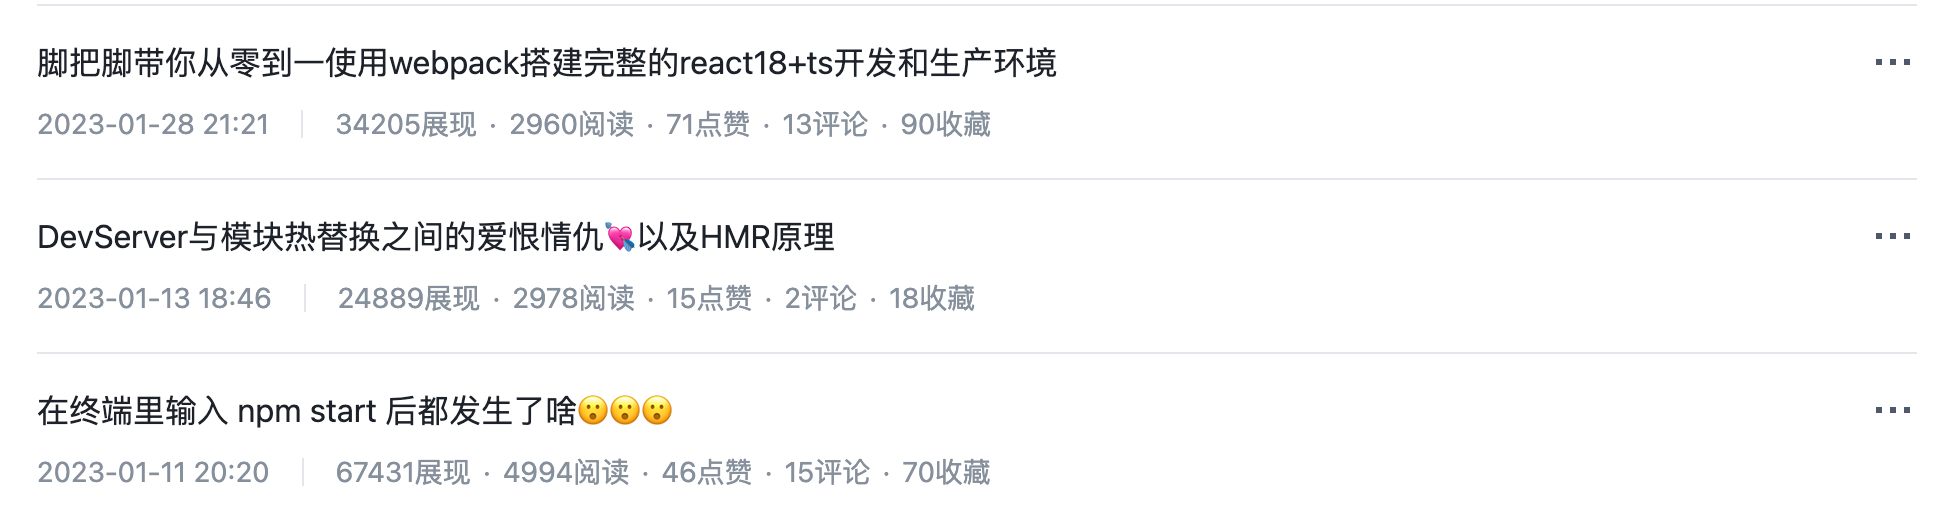 脚把脚带你从零到一使用webpack搭建完整的react18+ts开发和生产环境
2023-01-28 21:21 34205展现 · 2960阅读 · 71点赞 · 13评论 · 90收藏
DevServer与模块热替换之间的爱恨情仇💘以及HMR原理
2023-01-13 18:46 24889展现 · 2978阅读 · 15点赞 · 2评论 · 18收藏
在终端里输入 npm start 后都发生了啥😮😮😮
2023-01-11 20:20 67431展现 · 4994阅读 · 46点赞 · 15评论 · 70收藏